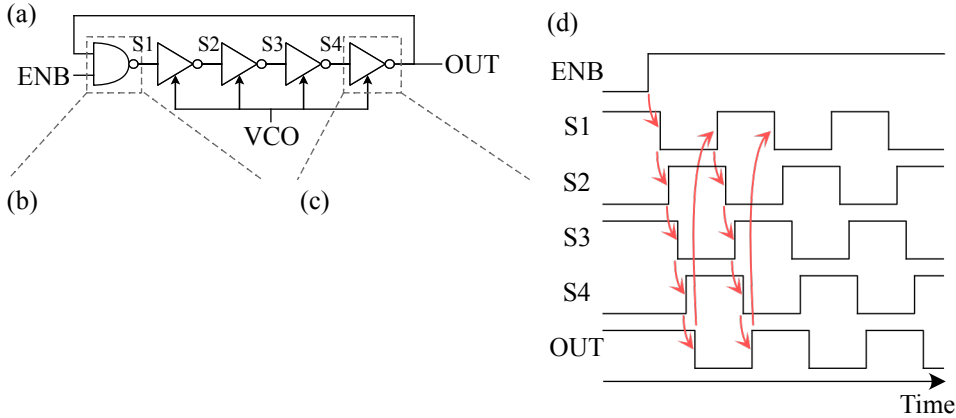 (a)
S1 S2 S3 S4
ENB
OUT
VCO
(b)
(c)
(d)
ENB
S1
S2
S3
S4
OUT
Time